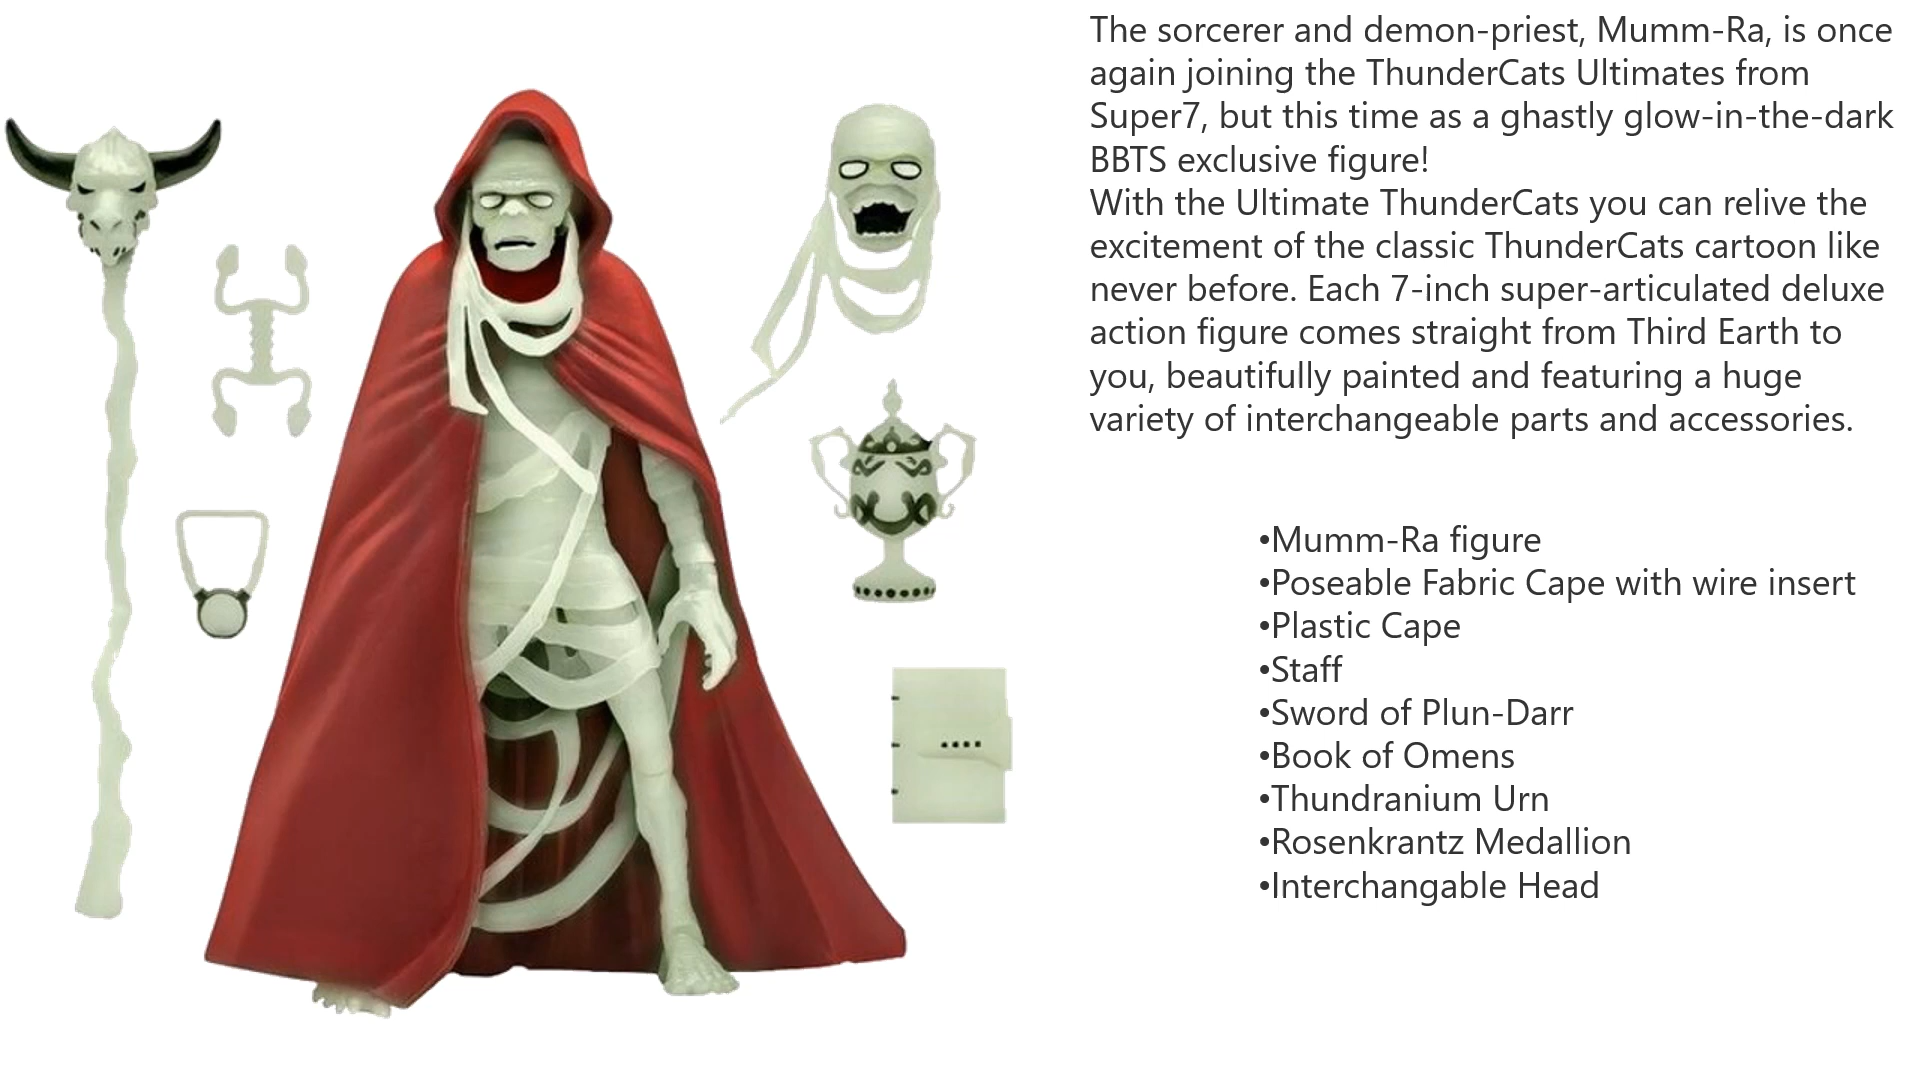 The sorcerer and demon-priest, Mumm-Ra, is once
again joining the ThunderCats Ultimates from
Super7, but this time as a ghastly glow-in-the-dark
BBTS exclusive figure!
With the Ultimate ThunderCats you can relive the
excitement of the classic ThunderCats cartoon like
never before. Each 7-inch super-articulated deluxe
action figure comes straight from Third Earth to
you, beautifully painted and featuring a huge
variety of interchangeable parts and accessories.
•Mumm-Ra figure
•Poseable Fabric Cape with wire insert
•Plastic Cape
•Staff
•Sword of Plun-Darr
•Book of Omens
•Thundranium Urn
•Rosenkrantz Medallion
•Interchangable Head